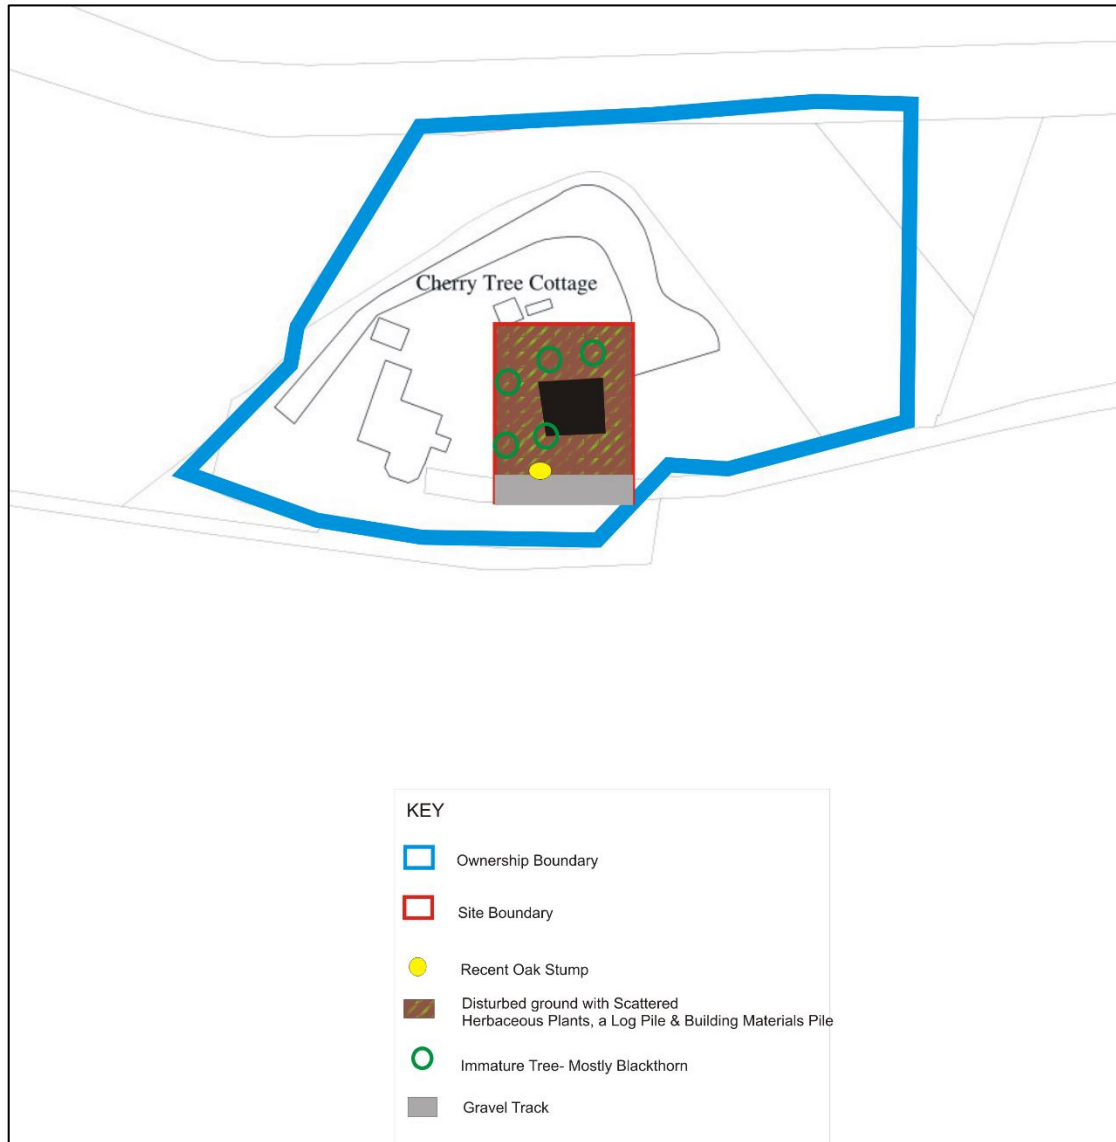 Cherry Tree Cottage
KEY
Ownership Boundary
Site Boundary
Recent Oak Stump
Disturbed ground with Scattered
Herbaceous Plants, a Log Pile & Building Materials Pile
Immature Tree- Mostly Blackthorn
Gravel Track